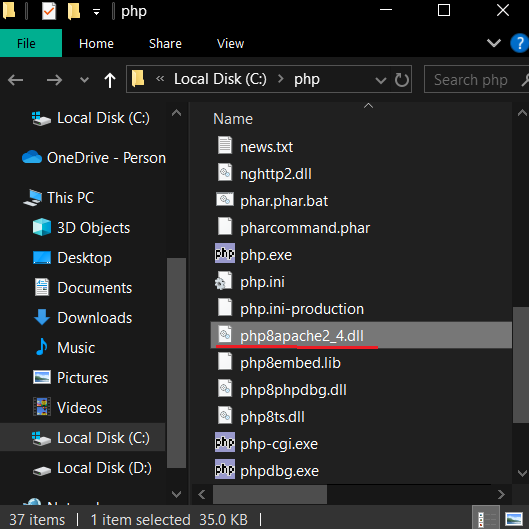 php
File
Home
Share
View
?
« Local Disk (C:) › php
Search php
Local Disk (C:)
OneDrive - Person
This PC
3D Objects
Desktop
Documents
Downloads
Music
Pictures
Videos
Local Disk (C:)
Local Disk (D:)
Name
news.txt
nghttp2.dll
phar.phar.bat
pharcommand.phar
php php.exe
php.ini
php.ini-production
php8apache2_4.dll
php8embed.lib
php8phpdbg.dll
php8ts.dll
php php-cgi.exe
php phpdbg.exe
37 items
1 item selected 35.0 KB